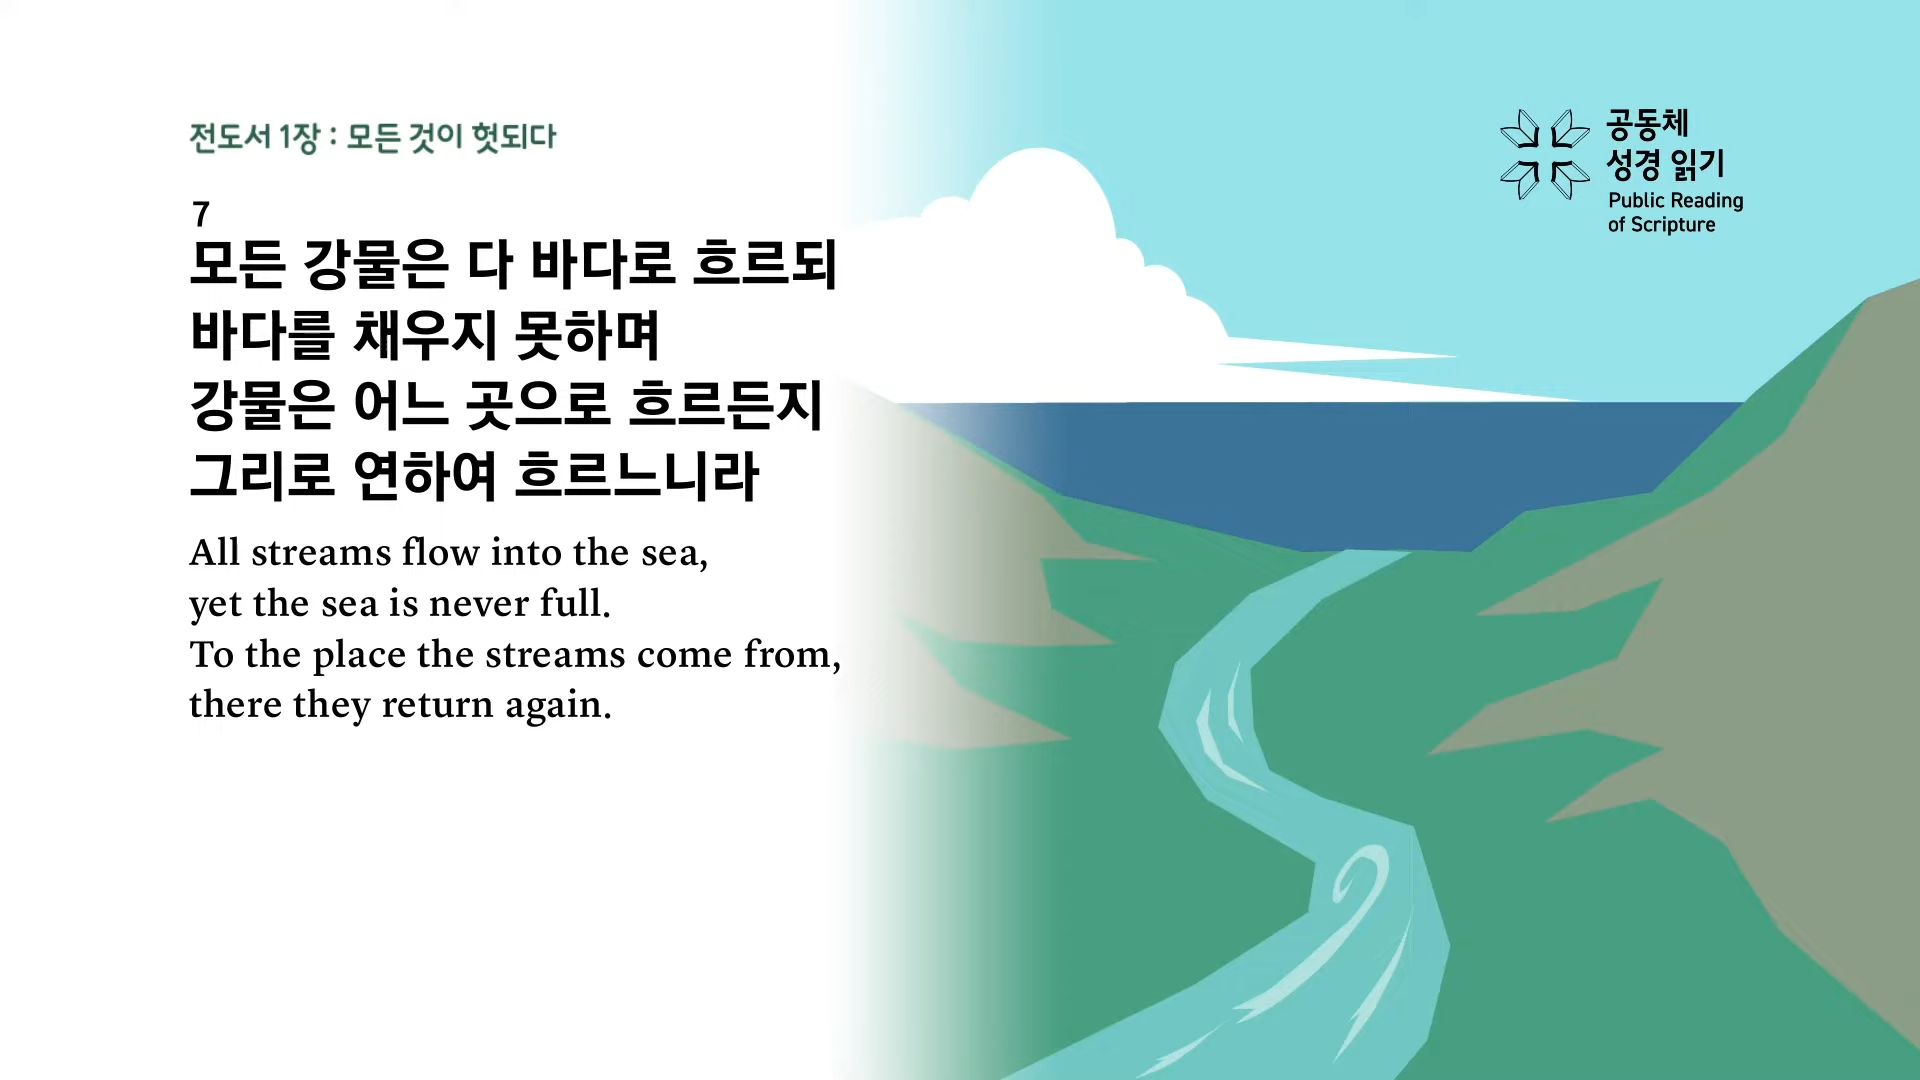 전도서 1장 : 모든 것이 헛되다
7
모든 강물은 다 바다로 흐르되
바다를 채우지 못하며
강물은 어느 곳으로 흐르든지
그리로 연하여 흐르느니라
All streams flow into the sea,
yet the sea is never full.
To the place the streams come from,
there they return again.
공동체
성경 읽기
Public Reading
of Scripture